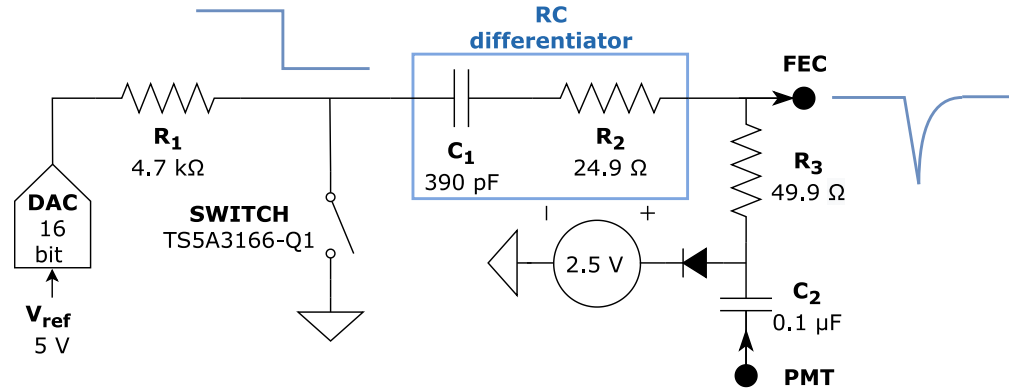 RC
differentiator
FEC
R1
4.7 kΩ
C1
390 pF
R2
24.9 Ω
R3
49.9 Ω
DAC
16
bit
SWITCH
TS5A3166-Q1
− +
2.5 V
Vref
5 V
C2
0.1 μF
PMT